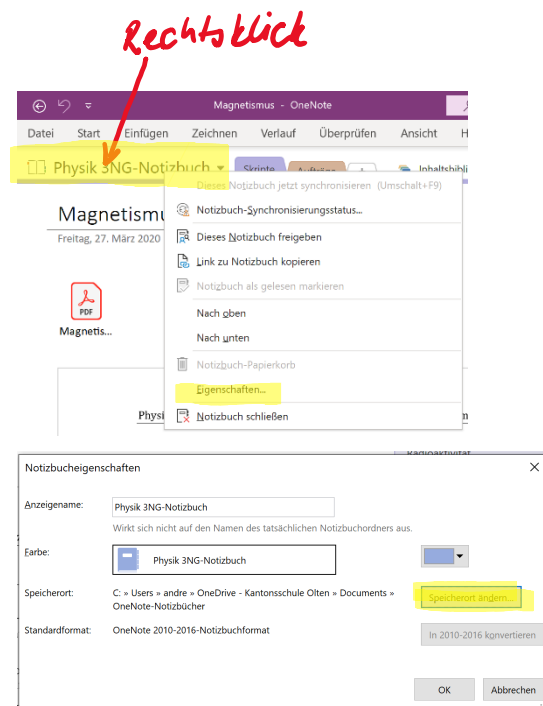 Rechtsklick
Magnetismus - OneNote
Datei Start Einfügen Zeichnen Verlauf Überprüfen Ansicht H
Physik 3NG-Notizbuch Skripte Aufträge + Inhaltsbibli
Dieses Notizbuch jetzt synchronisieren (Umschalt+F9)
Magnetismu
Notizbuch-Synchronisierungsstatus...
Freitag, 27. März 2020
Dieses Notizbuch freigeben
Link zu Notizbuch kopieren
Notizbuch als gelesen markieren
PDF
Nach oben
Magnetis...
Nach unten
Notizbuch-Papierkorb
Eigenschaften...
Physi
Notizbuch schließen
Radioaktivität
Notizbucheigenschaften
Anzeigename: Physik 3NG-Notizbuch
Wirkt sich nicht auf den Namen des tatsächlichen Notizbuchordners aus.
Farbe: Physik 3NG-Notizbuch
Speicherort: C: » Users » andre » OneDrive - Kantonsschule Olten » Documents » Speicherort ändern...
OneNote-Notizbücher
Standardformat: OneNote 2010-2016-Notizbuchformat In 2010-2016 konvertieren
OK Abbrechen